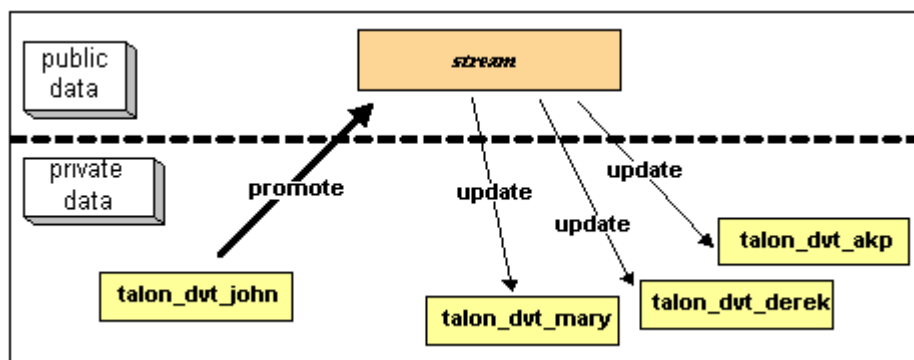 public
data
stream
private
data
promote
update
update
update
talon_dvt_akp
talon_dvt_john
talon_dvt_mary
talon_dvt_derek